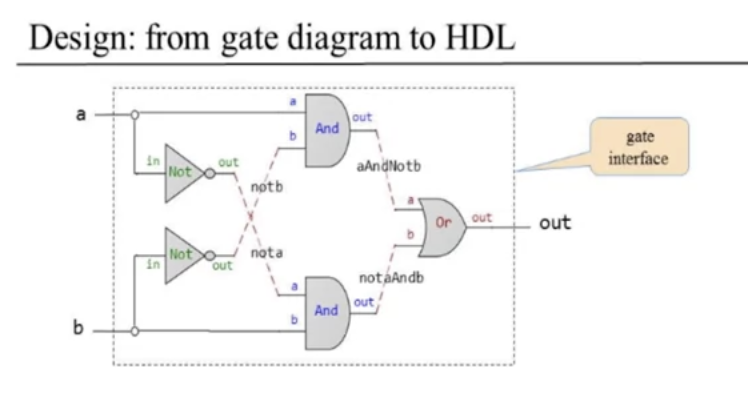 Design: from gate diagram to HDL
a
a
And
out
b
in
Not
out
notb
aAndNotb
gate
interface
a
Or
out
out
b
Not
in
out
nota
notaAndb
a
And
out
b
b